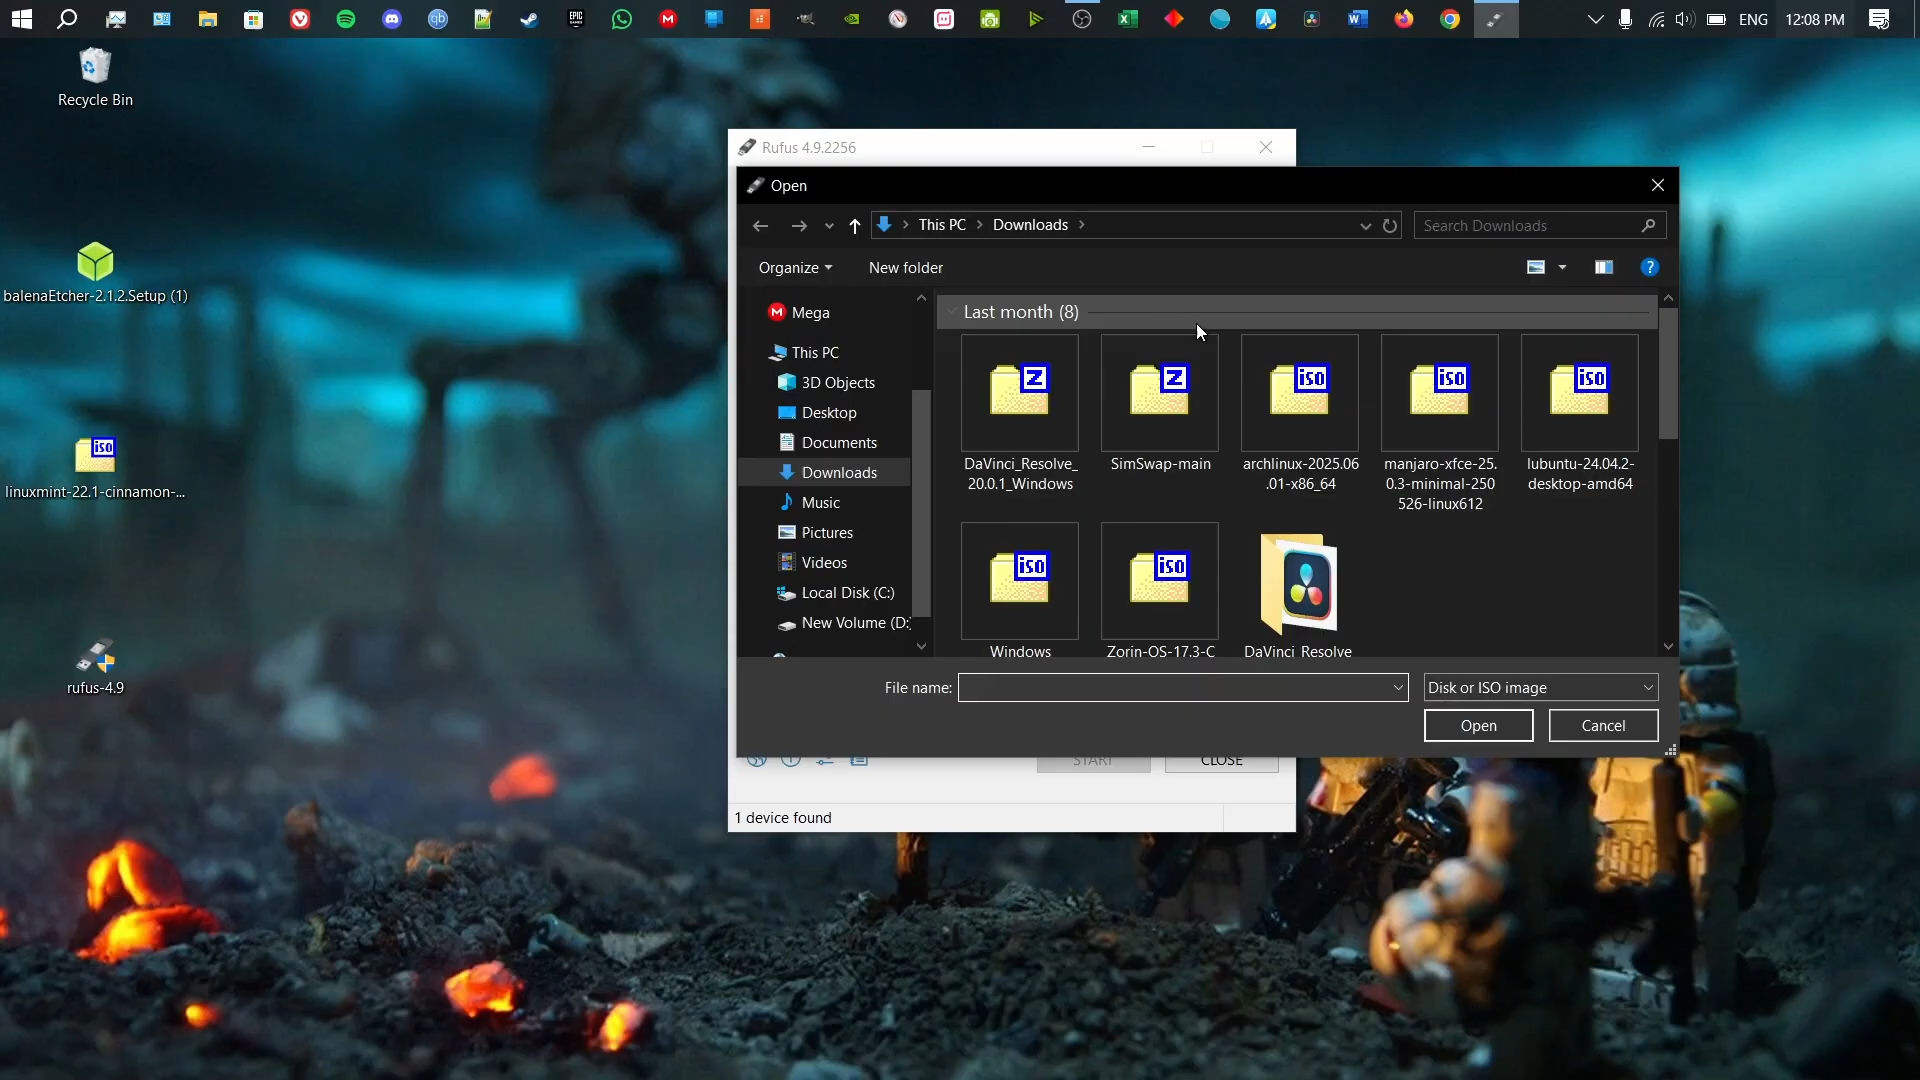 ENG
12:08 PM
Recycle Bin
balenaEtcher-2.1.2.Setup (1)
linuxmint-22.1-cinnamon-...
rufus-4.9
Rufus 4.9.2256
Open
This PC
Downloads
Search Downloads
Organize
New folder
Mega
This PC
3D Objects
Desktop
Documents
Downloads
Music
Pictures
Videos
Local Disk (C:)
New Volume (D:)
Last month (8)
DaVinci_Resolve_
20.0.1_Windows
SimSwap-main
archlinux-2025.06
.01-x86_64
manjaro-xfce-25.
0.3-minimal-250
526-linux612
lubuntu-24.04.2-
desktop-amd64
Windows
Zorin-OS-17.3-C
DaVinci Resolve
File name:
Disk or ISO image
Open
Cancel
START
CLOSE
1 device found